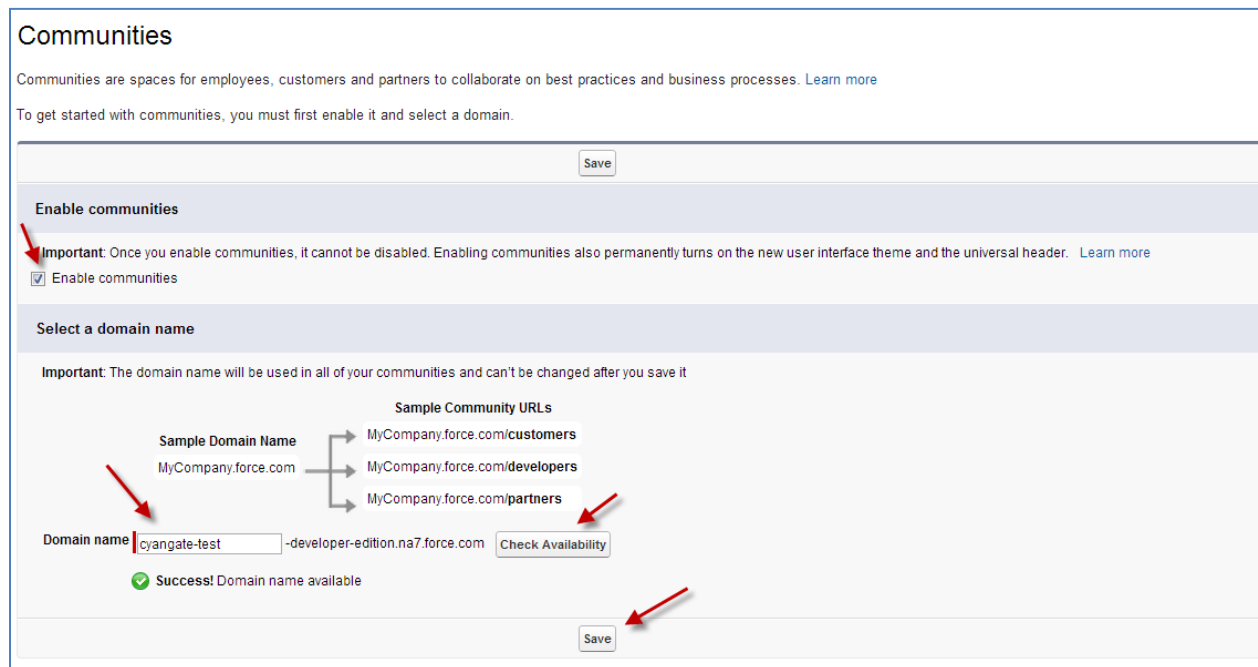 Communities
Communities are spaces for employees, customers and partners to collaborate on best practices and business processes. Learn more
To get started with communities, you must first enable it and select a domain.
Save
Enable communities
Important: Once you enable communities, it cannot be disabled. Enabling communities also permanently turns on the new user interface theme and the universal header. Learn more
Enable communities
Select a domain name
Important: The domain name will be used in all of your communities and can't be changed after you save it
Sample Community URLs
Sample Domain Name
MyCompany.force.com/customers
MyCompany.force.com
MyCompany.force.com/developers
MyCompany.force.com/partners
Domain name cyangate-test -developer-edition.na7.force.com Check Availability
Success! Domain name available
Save